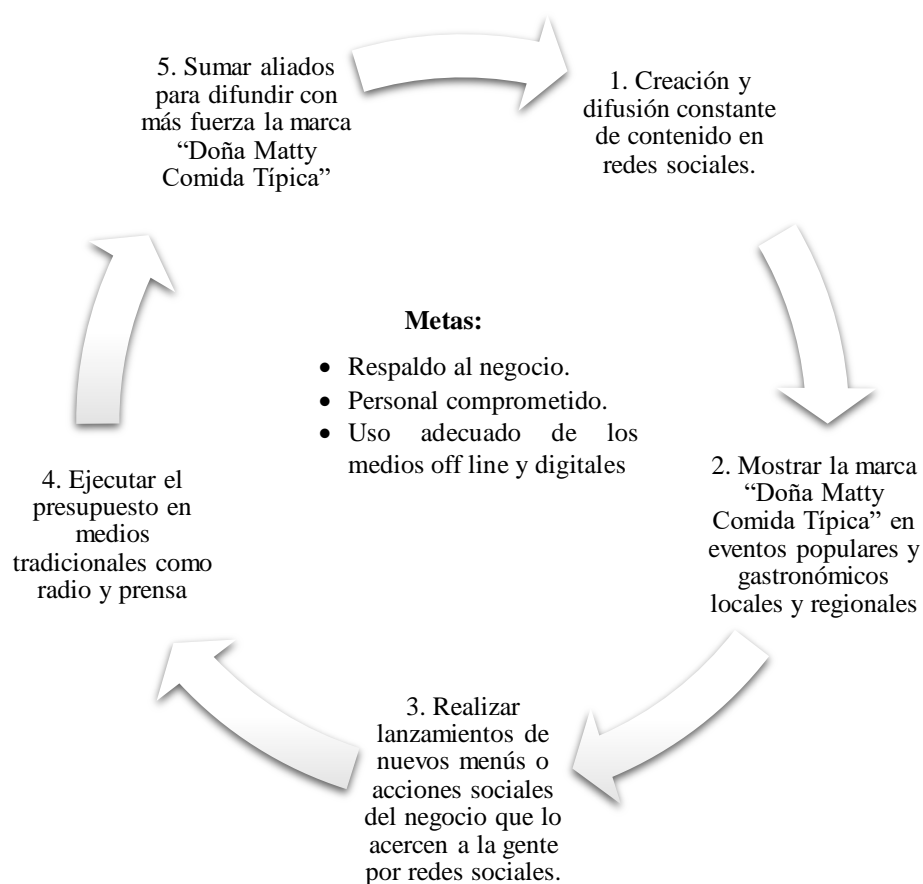 1. Creación y
difusión constante
de contenido en
redes sociales.
2. Mostrar la marca
“Doña Matty
Comida Típica” en
eventos populares y
gastronómicos
locales y regionales
3. Realizar
lanzamientos de
nuevos menús o
acciones sociales
del negocio que lo
acercen a la gente
por redes sociales.
4. Ejecutar el
presupuesto en
medios
tradicionales como
radio y prensa
5. Sumar aliados
para difundir con
más fuerza la marca
“Doña Matty
Comida Típica”
Metas:
• Respaldo al negocio.
• Personal comprometido.
• Uso adecuado de los
medios off line y digitales